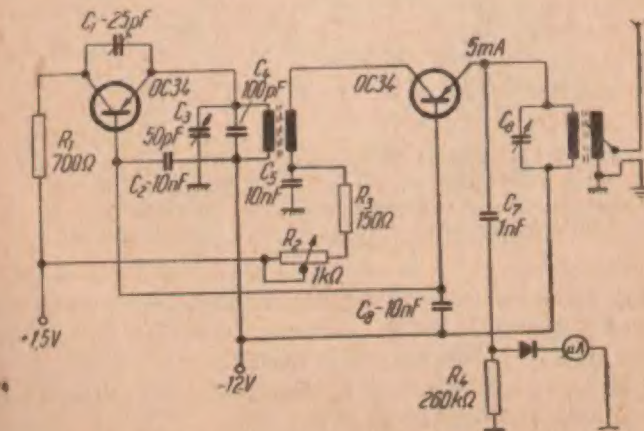 C₁-25pF
OC34
R₁
700Ω
C₃
50pF
C₂-10nF
C₄
100pF
C₅
10nF
R₃
150Ω
R₂
1kΩ
OC34
5mA
C₆
C₇
1nF
C₈-10nF
R₄
260kΩ
μA
+1,5V
-12V